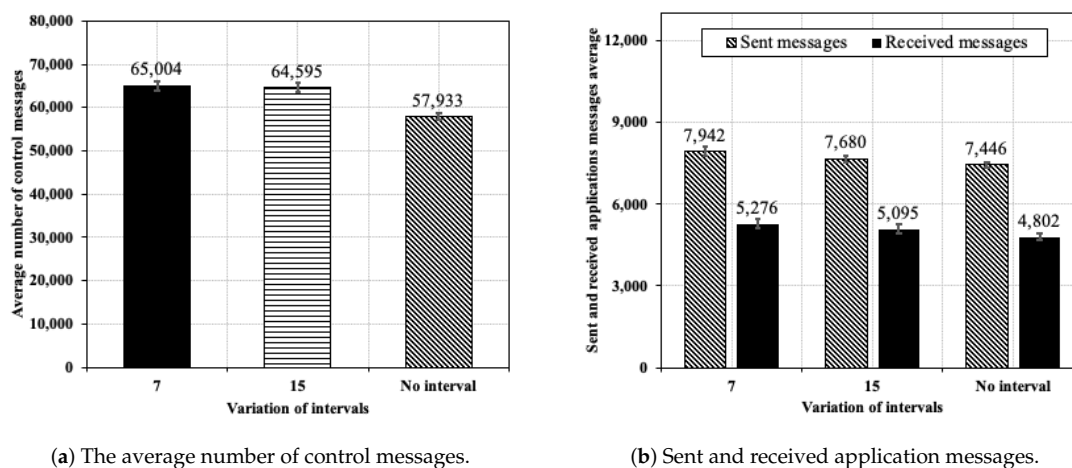 80,000
70,000
60,000
50,000
40,000
30,000
20,000
10,000
0
Average number of control messages
65,004
64,595
57,933
7 15 No interval
Variation of intervals
(a) The average number of control messages.
12,000
9,000
6,000
3,000
0
Sent and received applications messages average
Sent messages Received messages
7,942
5,276
7,680
5,095
7,446
4,802
7 15 No interval
Variation of intervals
(b) Sent and received application messages.